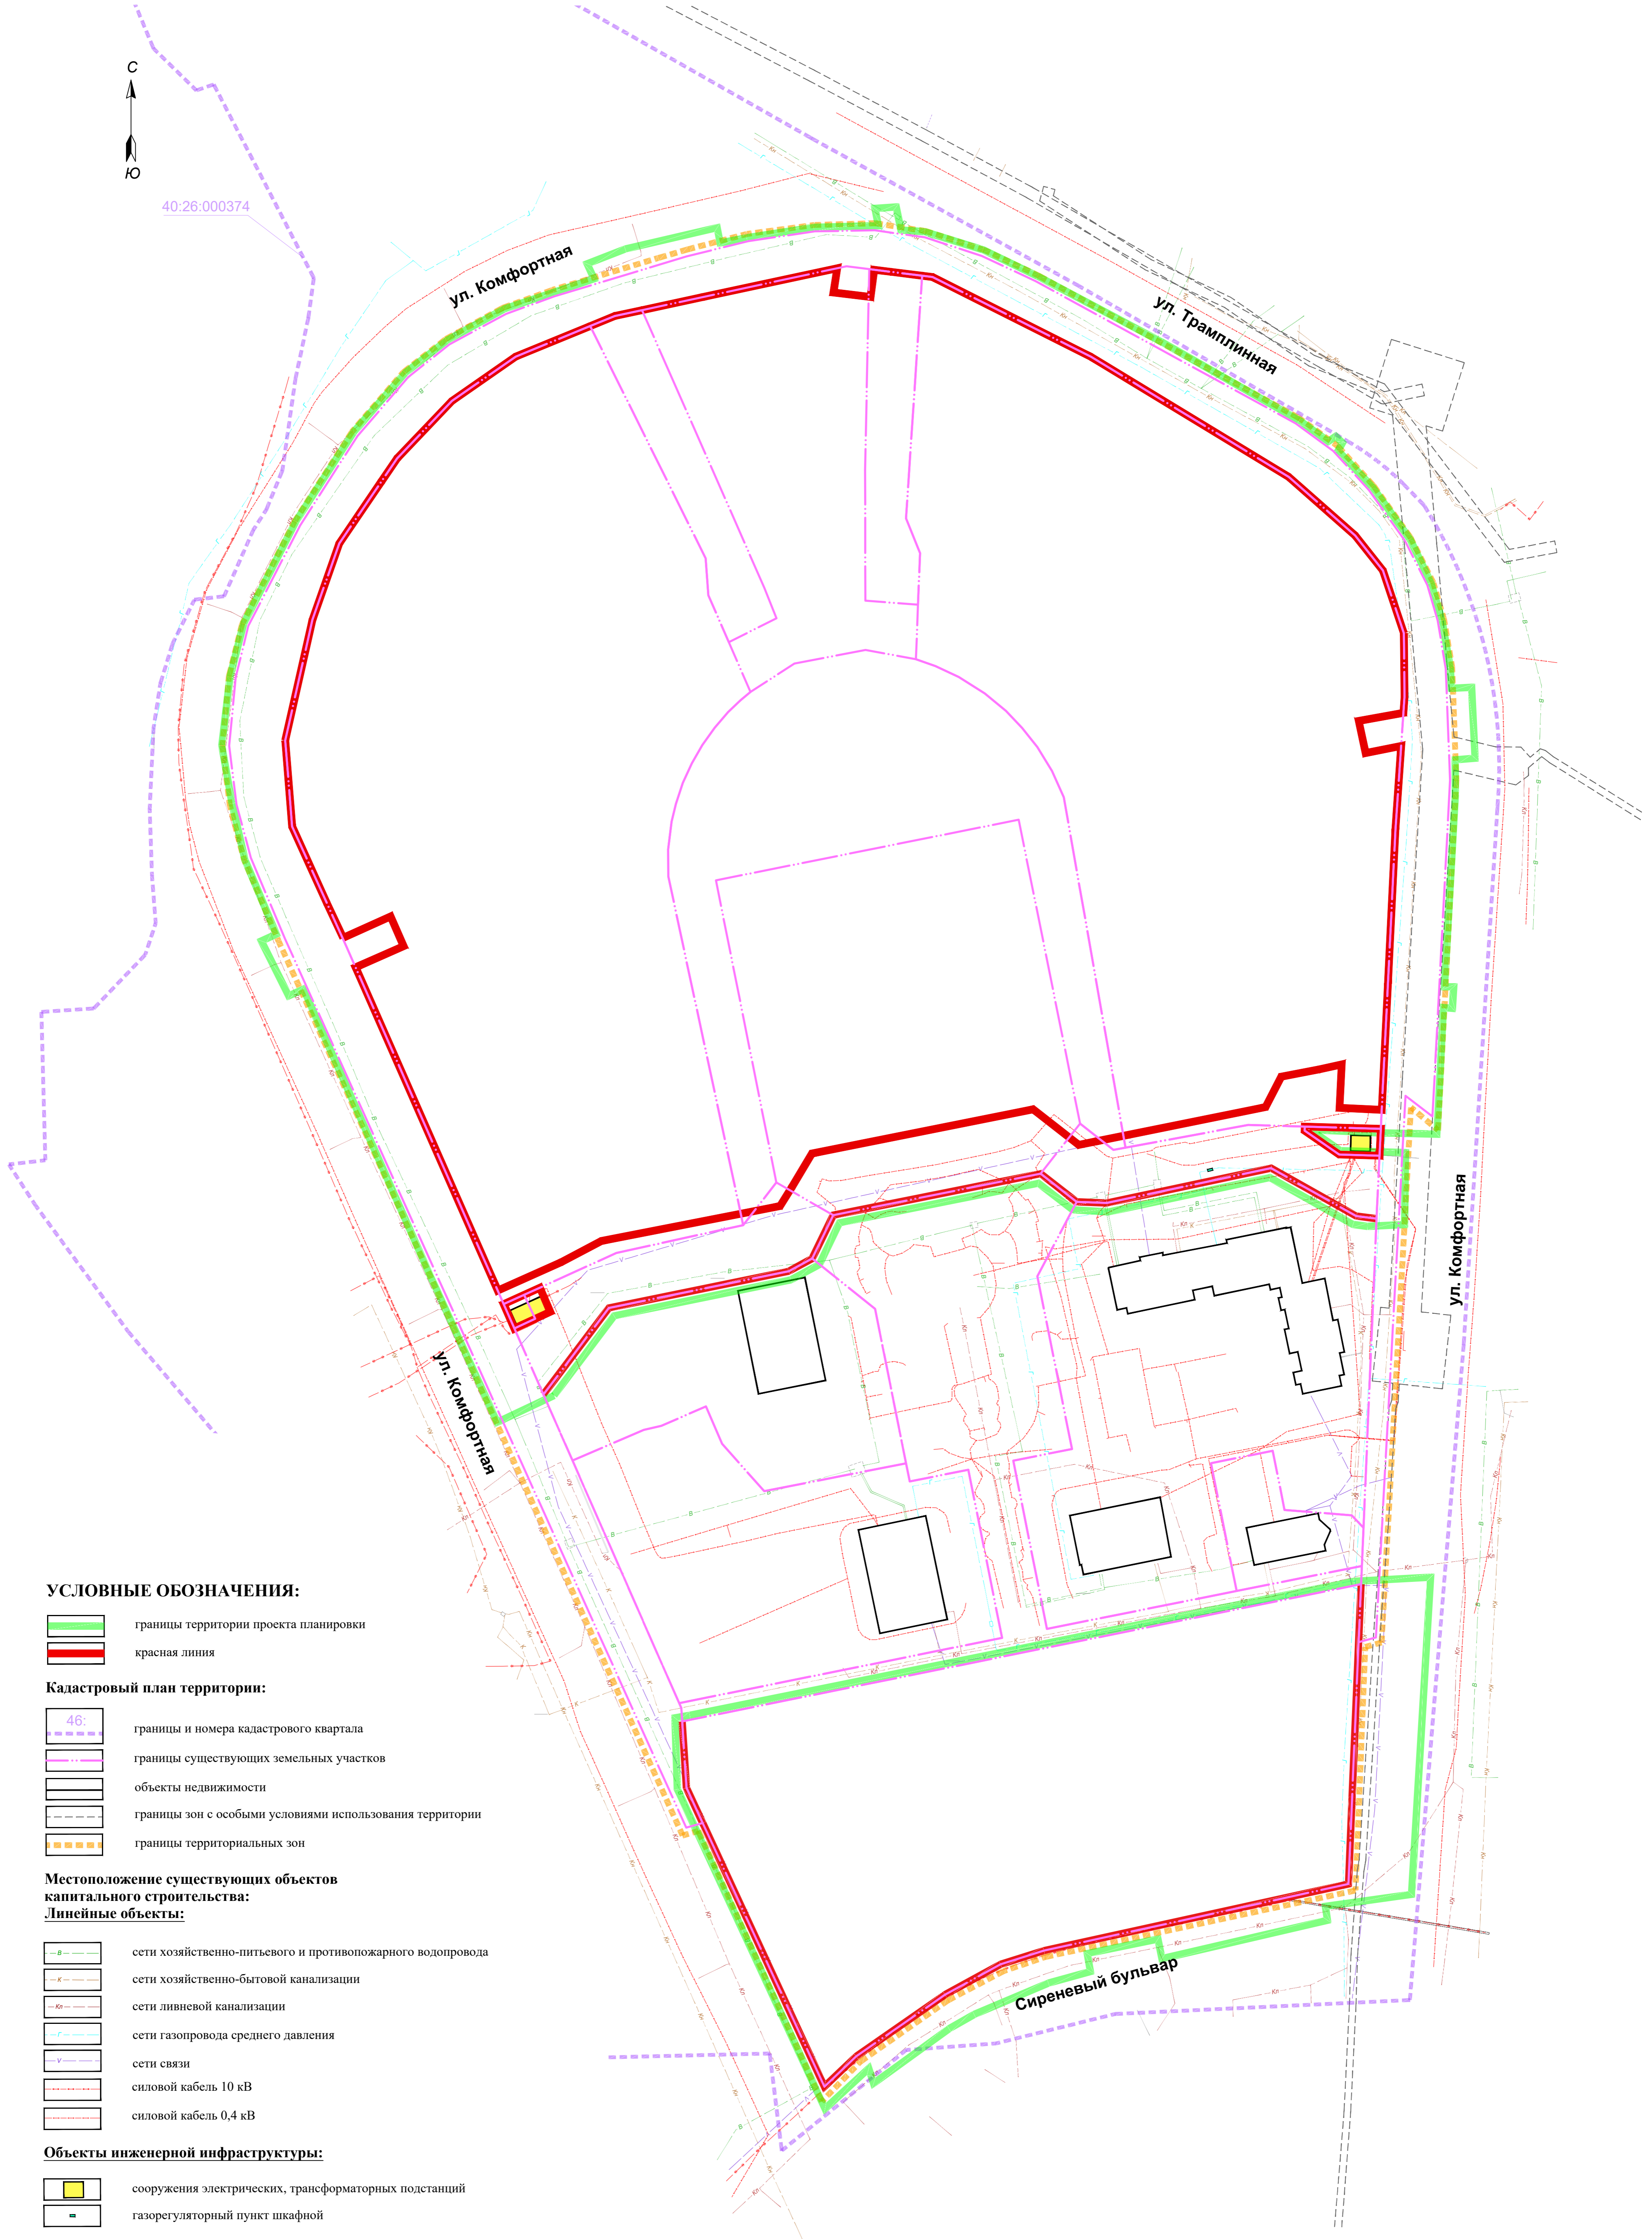 С
Ю
40:26:000374
ул. Комфортная
ул. Трамплинная
ул. Комфортная
ул. Комфортная
Сиреневый бульвар
УСЛОВНЫЕ ОБОЗНАЧЕНИЯ:
границы территории проекта планировки
красная линия
Кадастровый план территории:
46:
границы и номера кадастрового квартала
границы существующих земельных участков
объекты недвижимости
границы зон с особыми условиями использования территории
границы территориальных зон
Местоположение существующих объектов
капитального строительства:
Линейные объекты:
В
сети хозяйственно-питьевого и противопожарного водопровода
К
сети хозяйственно-бытовой канализации
Кл
сети ливневой канализации
Г
сети газопровода среднего давления
V
сети связи
силовой кабель 10 кВ
силовой кабель 0,4 кВ
Объекты инженерной инфраструктуры:
сооружения электрических, трансформаторных подстанций
газорегуляторный пункт шкафной